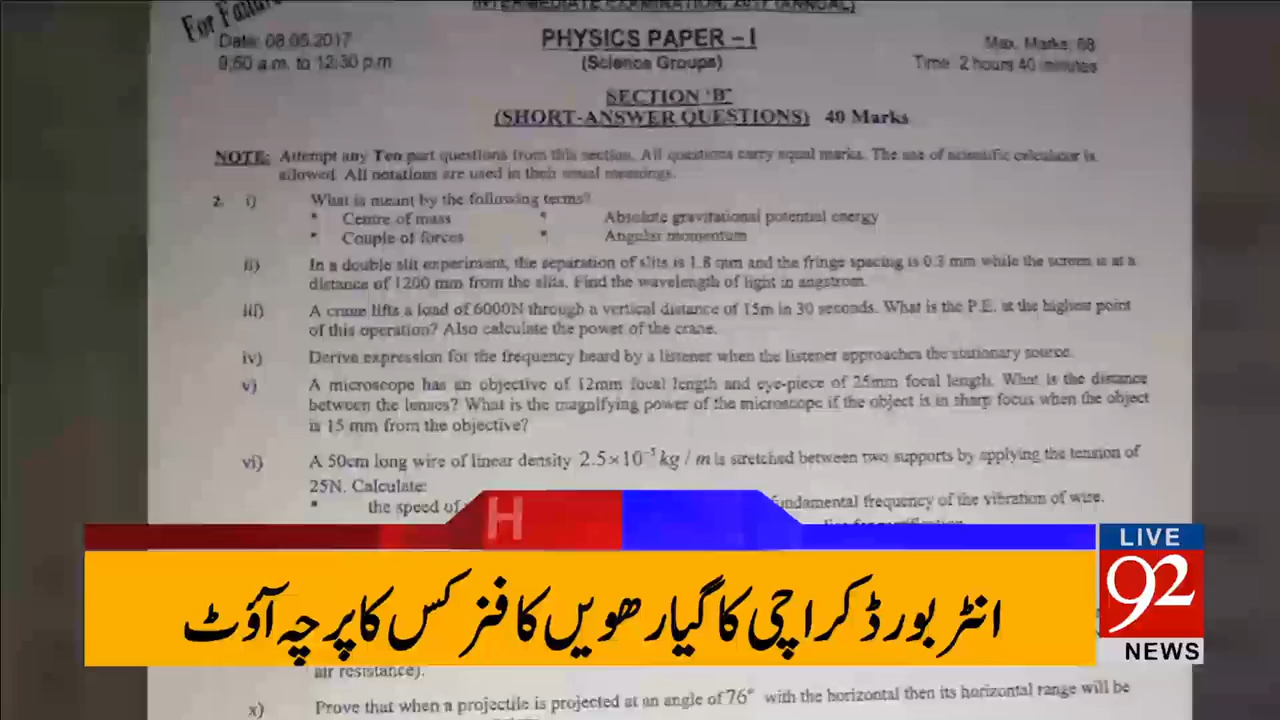 For Failur
INTERMEDIATE EXAMINATION, 2017 (ANNUAL)
Date: 08.05.2017
PHYSICS PAPER – I
Max. Marks: 68
9:50 a.m. to 12:30 p.m
(Science Groups)
Time: 2 hours 40 minutes
SECTION 'B'
(SHORT-ANSWER QUESTIONS) 40 Marks
NOTE: Attempt any Ten part questions from this section. All questions carry equal marks. The use of scientific calculator is
allowed. All notations are used in their usual meanings.
2. i) What is meant by the following terms?
* Centre of mass * Absolute gravitational potential energy
* Couple of forces * Angular momentum
ii) In a double slit experiment, the separation of slits is 1.8 mm and the fringe spacing is 0.3 mm while the screen is at a
distance of 1200 mm from the slits. Find the wavelength of light in angstrom.
iii) A crane lifts a load of 6000N through a vertical distance of 15m in 30 seconds. What is the P.E. at the highest point
of this operation? Also calculate the power of the crane.
iv) Derive expression for the frequency heard by a listener when the listener approaches the stationary source.
v) A microscope has an objective of 12mm focal length and eye-piece of 25mm focal length. What is the distance
between the lenses? What is the magnifying power of the microscope if the object is in sharp focus when the object
is 15 mm from the objective?
vi) A 50cm long wire of linear density 2.5×10⁻³ kg / m is stretched between two supports by applying the tension of
25N. Calculate:
* the speed of fundamental frequency of the vibration of wire.
H
LIVE
92
NEWS
انٹر بورڈ کراچی کا گیارھویں کا فزکس کا پرچہ آؤٹ
air resistance).
x) Prove that when a projectile is projected at an angle of 76° with the horizontal then its horizontal range will be